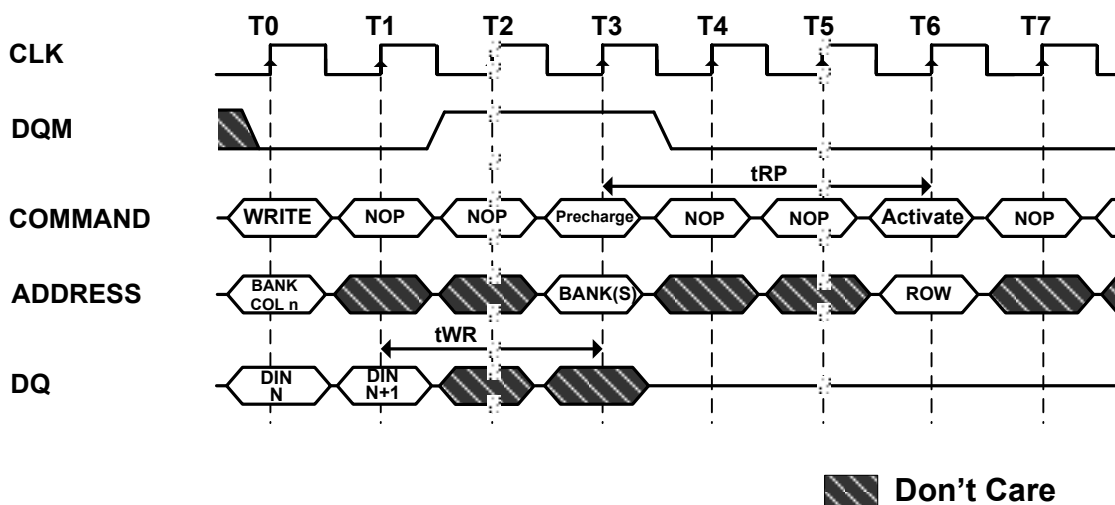 T0 T1 T2 T3 T4 T5 T6 T7
CLK
DQM
tRP
COMMAND WRITE NOP NOP Precharge NOP NOP Activate NOP
ADDRESS BANK COL n BANK(S) ROW
tWR
DQ DIN N DIN N+1
Don't Care